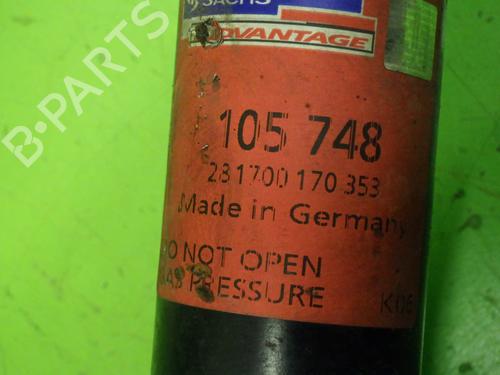 SACHS
ADVANTAGE
105 748
281700 170 353
Made in Germany
DO NOT OPEN
GAS PRESSURE
K06
B-PARTS